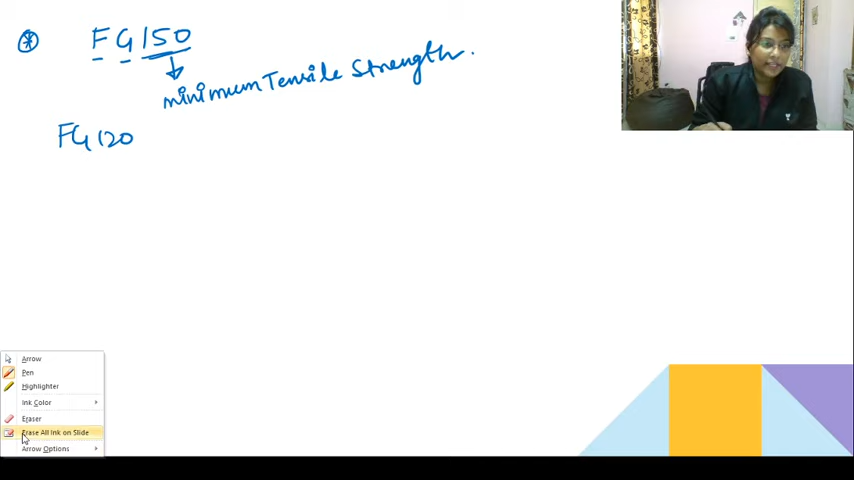 FG150
minimum Tensile Strength.
FG120
Arrow
Pen
Highlighter
Ink Color
Eraser
Erase All Ink on Slide
Arrow Options